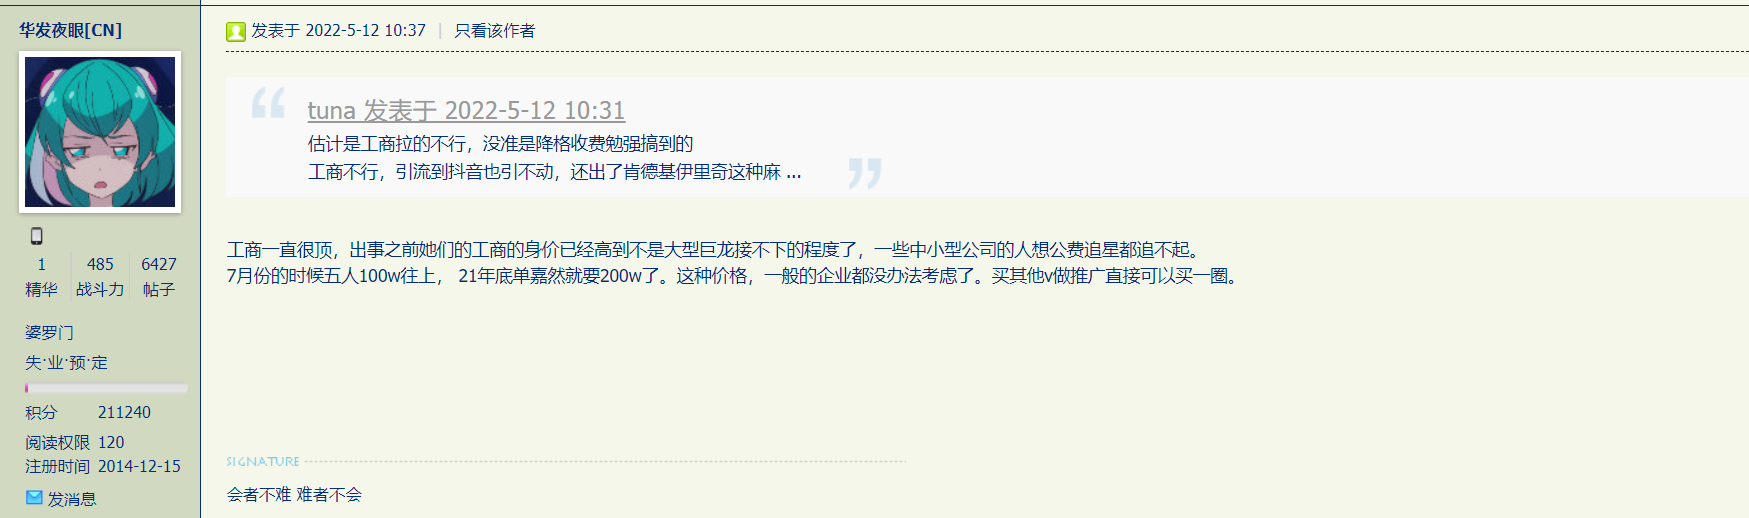 华发夜眼[CN]
发表于 2022-5-12 10:37 | 只看该作者
tuna 发表于 2022-5-12 10:31
估计是工商拉的不行，没准是降格收费勉强搞到的
工商不行，引流到抖音也引不动，还出了肯德基伊里奇这种麻 ...
工商一直很顶，出事之前她们的工商的身价已经高到不是大型巨龙接不下的程度了，一些中小型公司的人想公费追星都追不起。
7月份的时候五人100w往上， 21年底单嘉然就要200w了。这种价格，一般的企业都没办法考虑了。买其他v做推广直接可以买一圈。
1 485 6427
精华 战斗力 帖子
婆罗门
失·业·预·定
积分 211240
阅读权限 120
注册时间 2014-12-15
发消息
SIGNATURE
会者不难 难者不会